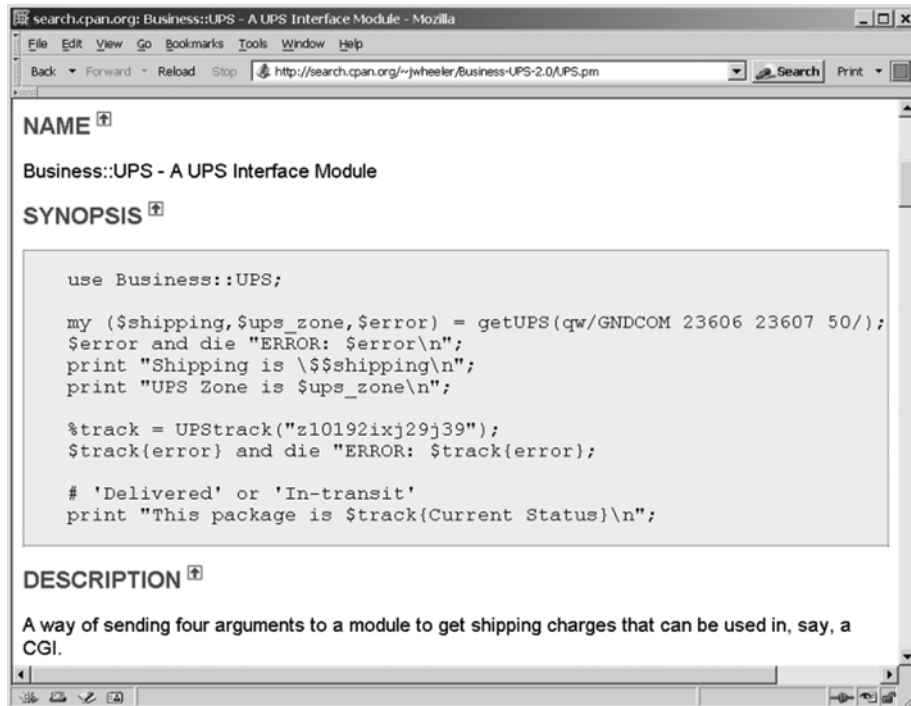 search.cpan.org: Business::UPS - A UPS Interface Module - Mozilla
File Edit View Go Bookmarks Tools Window Help
Back Forward Reload Stop http://search.cpan.org/~jwheeler/Business-UPS-2.0/UPS.pm Search Print
NAME
Business::UPS - A UPS Interface Module
SYNOPSIS
use Business::UPS;
my ($shipping,$ups_zone,$error) = getUPS(qw/GNDCOM 23606 23607 50/);
$error and die "ERROR: $error\n";
print "Shipping is \$$shipping\n";
print "UPS Zone is $ups_zone\n";
%track = UPStrack("z10192ixj29j39");
$track{error} and die "ERROR: $track{error};
# 'Delivered' or 'In-transit'
print "This package is $track{Current Status}\n";
DESCRIPTION
A way of sending four arguments to a module to get shipping charges that can be used in, say, a
CGI.